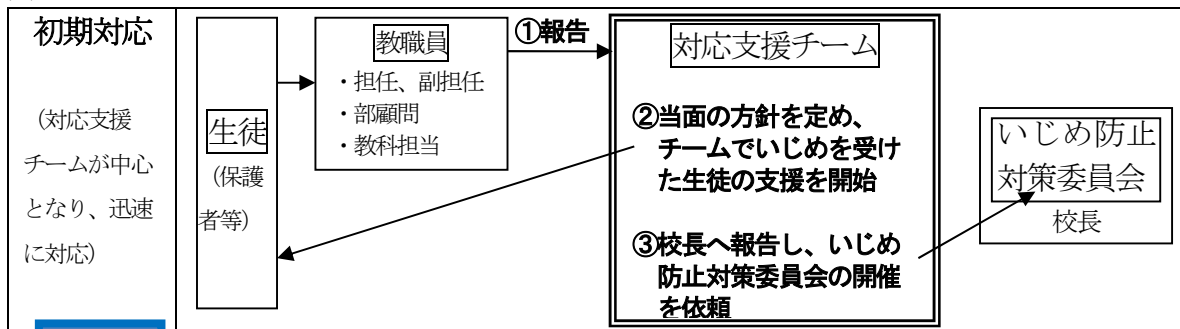 初期対応
（対応支援
チームが中心
となり、迅速
に対応）
生徒
（保護
者等）
教職員
・担任、副担任
・部顧問
・教科担当
①報告
対応支援チーム
②当面の方針を定め、
チームでいじめを受け
た生徒の支援を開始
③校長へ報告し、いじめ
防止対策委員会の開催
を依頼
いじめ防止
対策委員会
校長